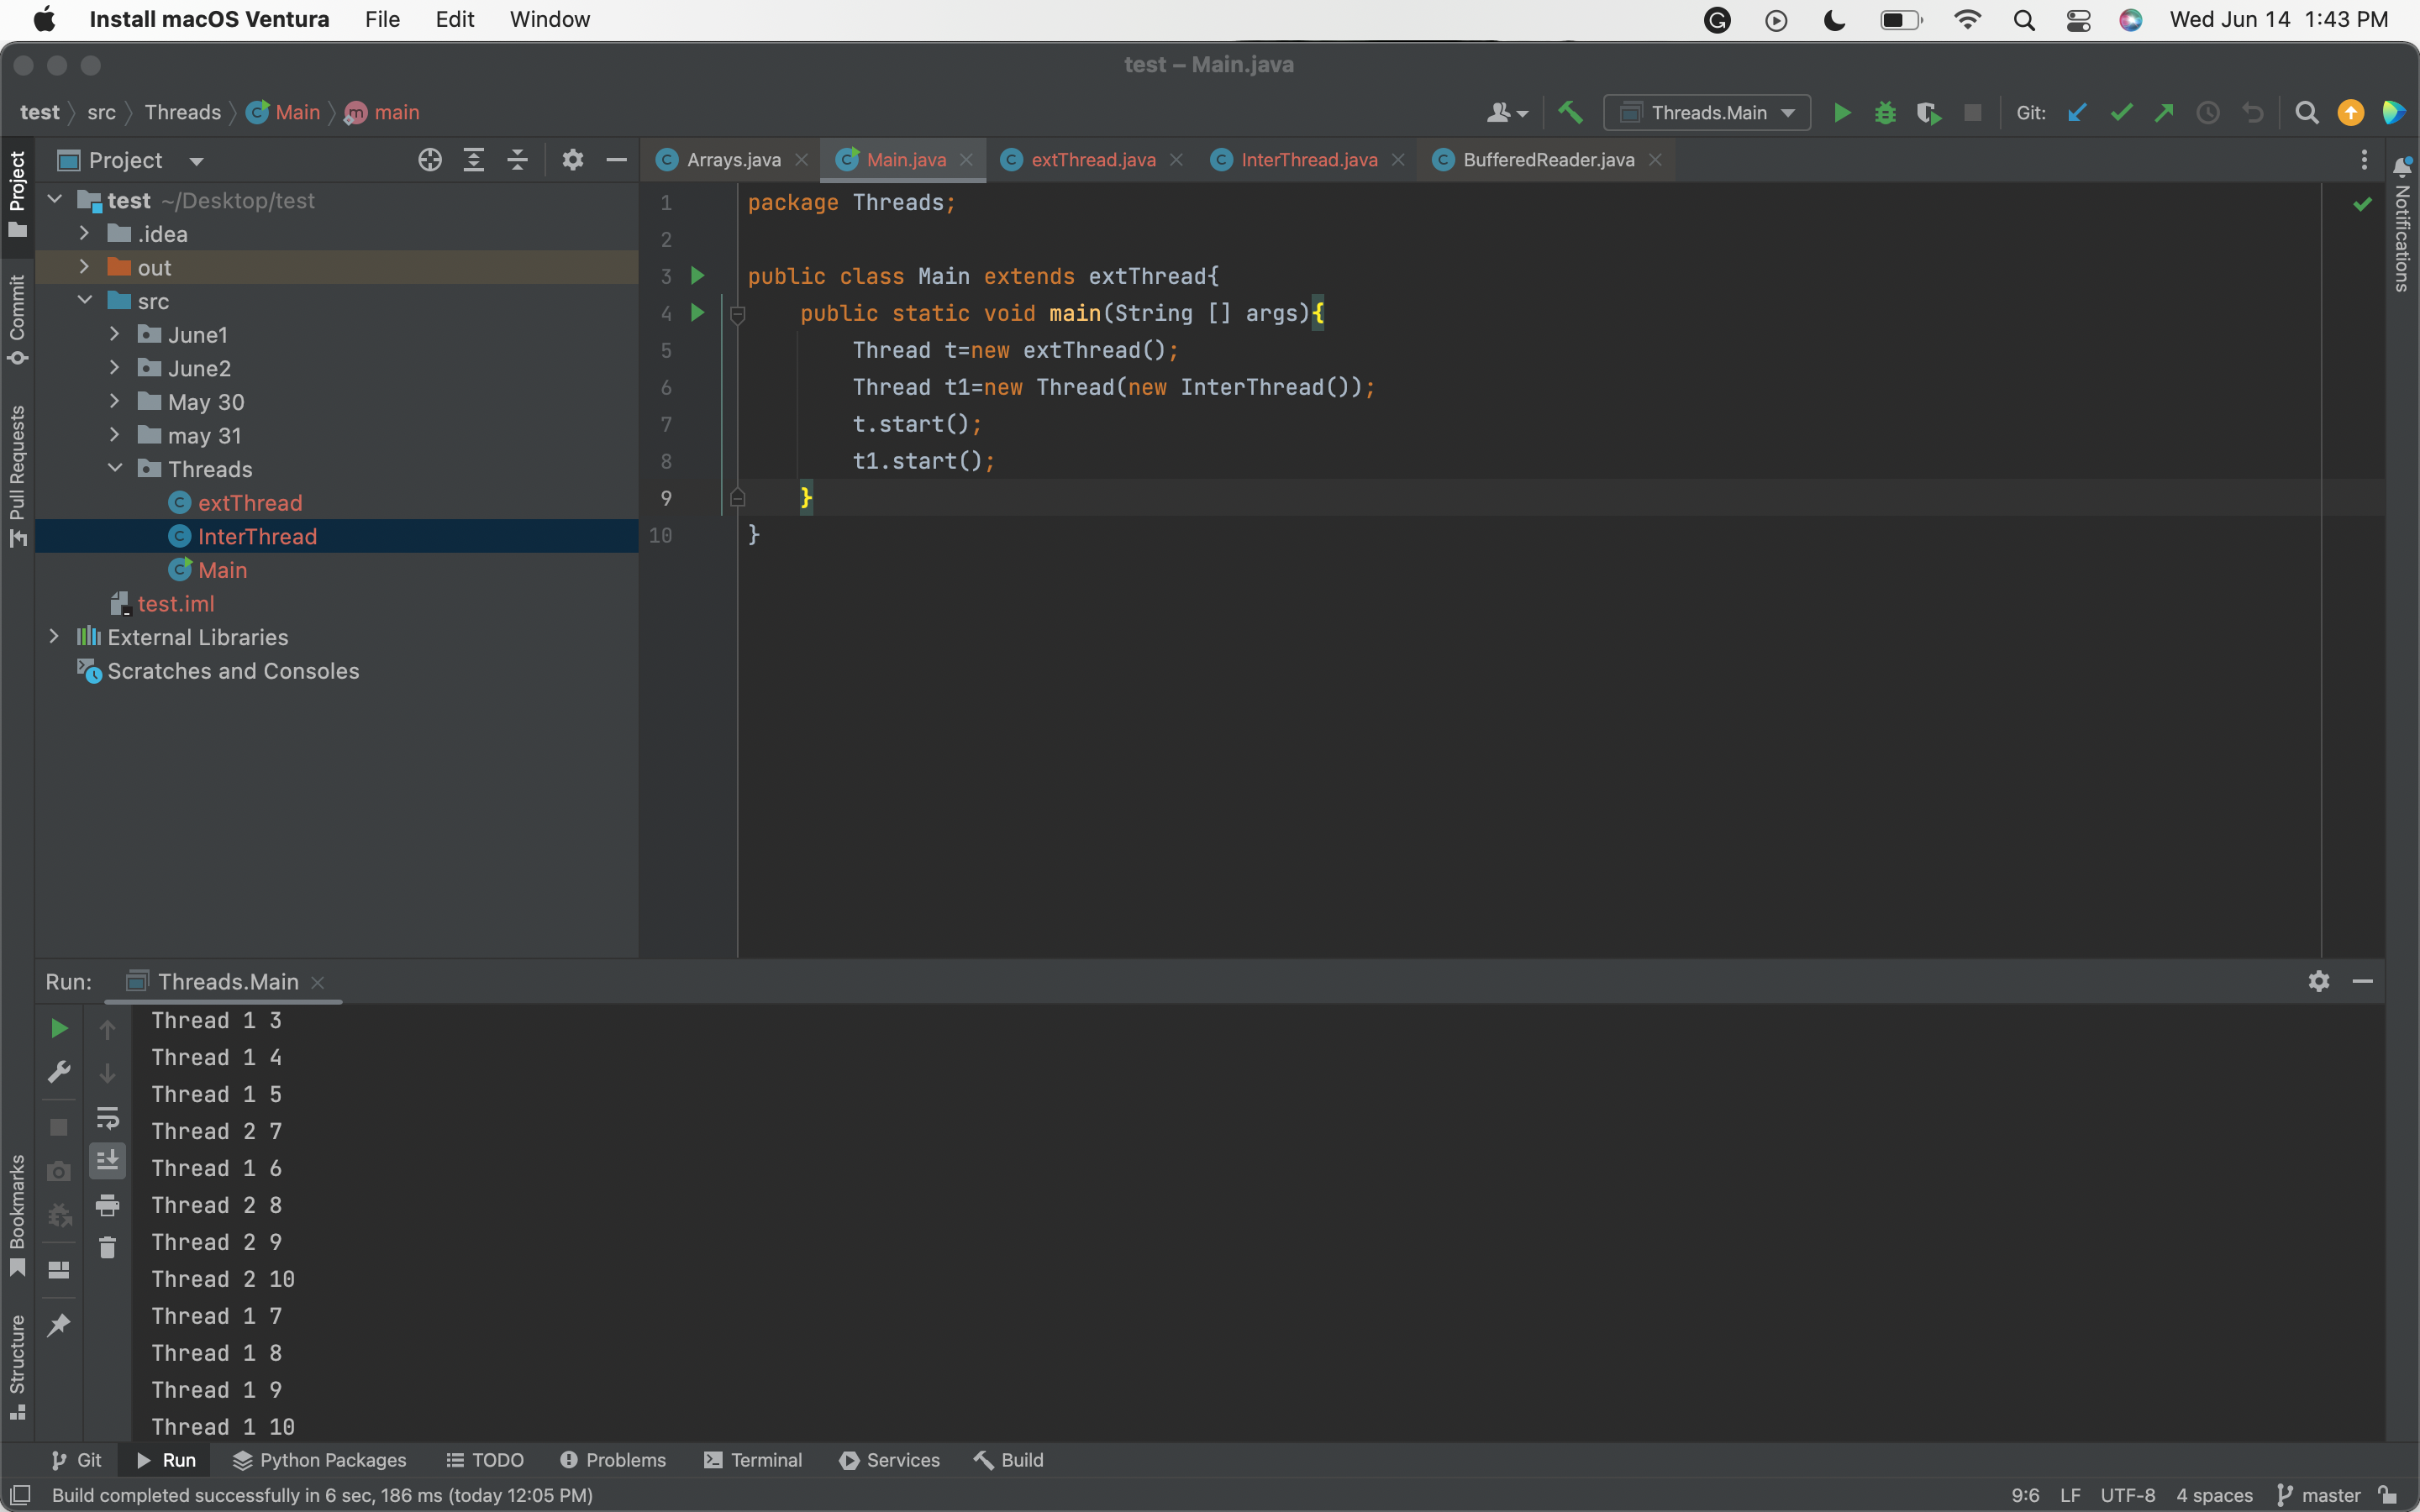 Install macOS Ventura File Edit Window Wed Jun 14 1:43 PM
test – Main.java
test src Threads Main main Threads.Main Git:
Project
Arrays.java Main.java extThread.java InterThread.java BufferedReader.java
Project
Commit
Pull Requests
Bookmarks
Structure
Notifications
test ~/Desktop/test
.idea
out
src
June1
June2
May 30
may 31
Threads
extThread
InterThread
Main
test.iml
External Libraries
Scratches and Consoles
1 package Threads;
2
3 public class Main extends extThread{
4 public static void main(String [] args){
5 Thread t=new extThread();
6 Thread t1=new Thread(new InterThread());
7 t.start();
8 t1.start();
9 }
10 }
Run: Threads.Main
Thread 1 3
Thread 1 4
Thread 1 5
Thread 2 7
Thread 1 6
Thread 2 8
Thread 2 9
Thread 2 10
Thread 1 7
Thread 1 8
Thread 1 9
Thread 1 10
Git Run Python Packages TODO Problems Terminal Services Build
Build completed successfully in 6 sec, 186 ms (today 12:05 PM) 9:6 LF UTF-8 4 spaces master